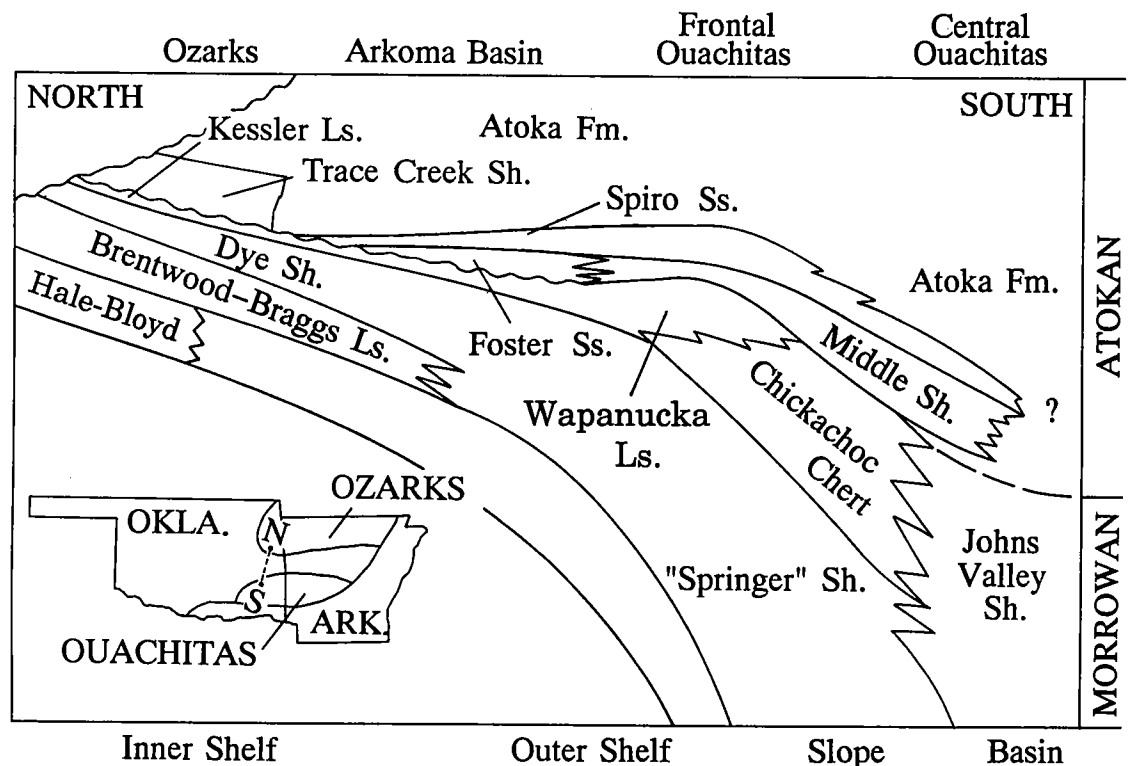 Ozarks
Arkoma Basin
Frontal
Ouachitas
Central
Ouachitas
NORTH
SOUTH
Kessler Ls.
Atoka Fm.
Trace Creek Sh.
Spiro Ss.
Dye Sh.
Atoka Fm.
Brentwood-Braggs Ls.
Hale-Bloyd
Foster Ss.
Middle Sh.
Wapanucka
Ls.
Chickachoc
Chert
?
ATOKAN
OZARKS
OKLA.
N
S
ARK.
OUACHITAS
"Springer" Sh.
Johns
Valley
Sh.
MORROWAN
Inner Shelf
Outer Shelf
Slope
Basin